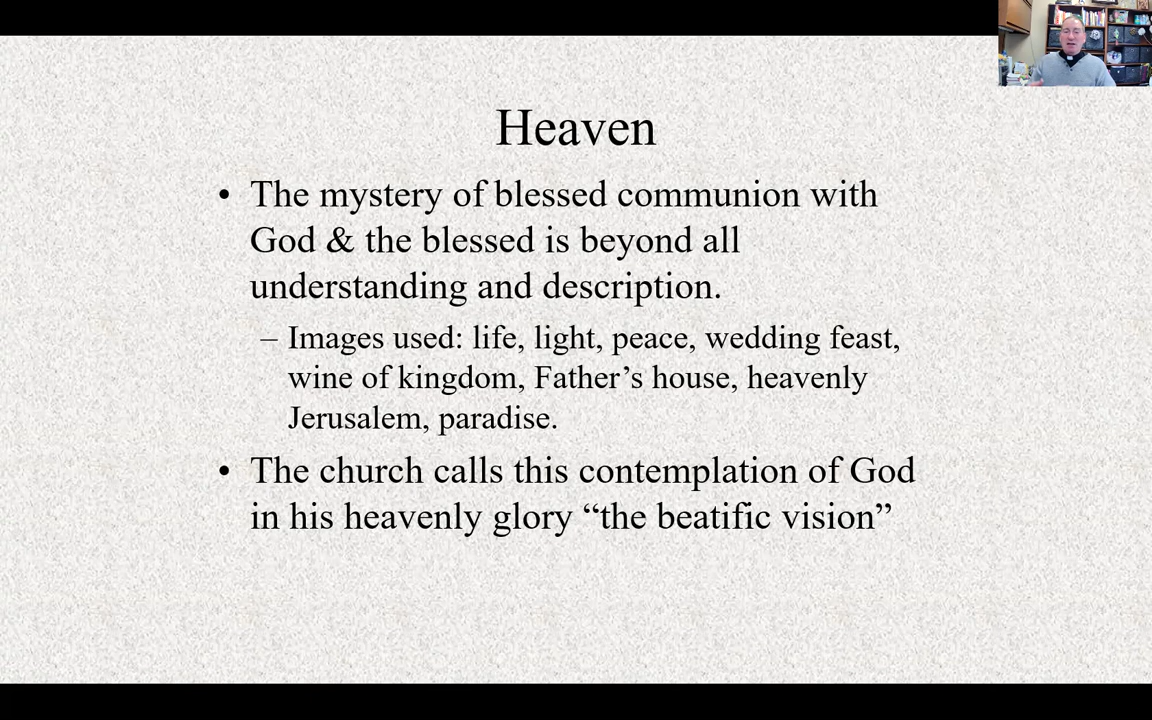 Heaven
• The mystery of blessed communion with
God & the blessed is beyond all
understanding and description.
– Images used: life, light, peace, wedding feast,
wine of kingdom, Father’s house, heavenly
Jerusalem, paradise.
• The church calls this contemplation of God
in his heavenly glory “the beatific vision”